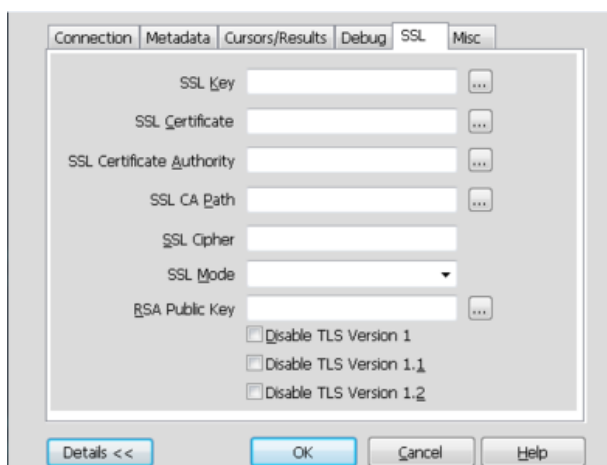 Connection Metadata Cursors/Results Debug SSL Misc
SSL Key ...
SSL Certificate ...
SSL Certificate Authority ...
SSL CA Path ...
SSL Cipher
SSL Mode
RSA Public Key ...
Disable TLS Version 1
Disable TLS Version 1.1
Disable TLS Version 1.2
Details << OK Cancel Help